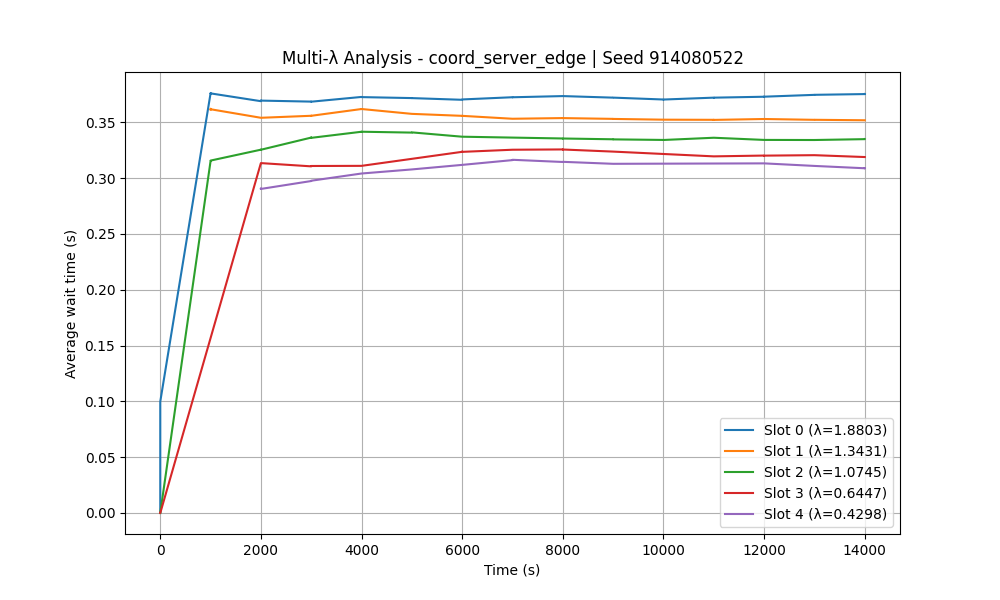 Multi-λ Analysis - coord_server_edge | Seed 914080522
Average wait time (s)
0.35
0.30
0.25
0.20
0.15
0.10
0.05
0.00
Slot 0 (λ=1.8803)
Slot 1 (λ=1.3431)
Slot 2 (λ=1.0745)
Slot 3 (λ=0.6447)
Slot 4 (λ=0.4298)
0 2000 4000 6000 8000 10000 12000 14000
Time (s)